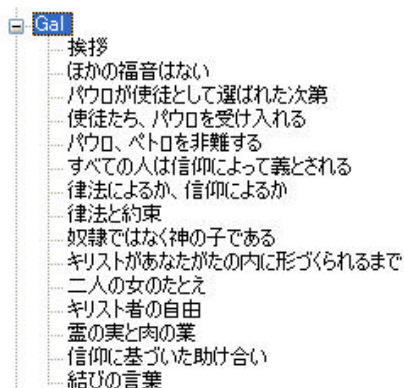 Gal
挨拶
ほかの福音はない
パウロが使徒として選ばれた次第
使徒たち、パウロを受け入れる
パウロ、ペトロを非難する
すべての人は信仰によって義とされる
律法によるか、信仰によるか
律法と約束
奴隷ではなく神の子である
キリストがあなたがたの内に形づくられるまで
二人の女のたとえ
キリスト者の自由
霊の実と肉の業
信仰に基づいた助け合い
結びの言葉